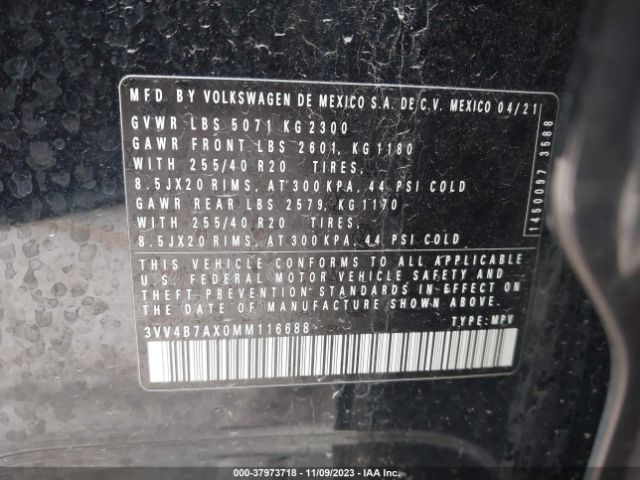 MFD BY VOLKSWAGEN DE MEXICO S.A. DE C.V. MEXICO 04/21
GVWR LBS 5071 KG 2300
GAWR FRONT LBS 2601, KG 1180
WITH 255/40 R20 TIRES,
8.5JX20 RIMS, AT 300 KPA, 44 PSI COLD
GAWR REAR LBS 2579, KG 1170
WITH 255/40 R20 TIRES,
8.5JX20 RIMS, AT 300 KPA, 44 PSI COLD
THIS VEHICLE CONFORMS TO ALL APPLICABLE
U.S. FEDERAL MOTOR VEHICLE SAFETY AND
THEFT PREVENTION STANDARDS IN EFFECT ON
THE DATE OF MANUFACTURE SHOWN ABOVE.
3VV4B7AX0MM116688 TYPE: MPV
1450097 3588
000-37973718 - 11/09/2023 - IAA Inc.